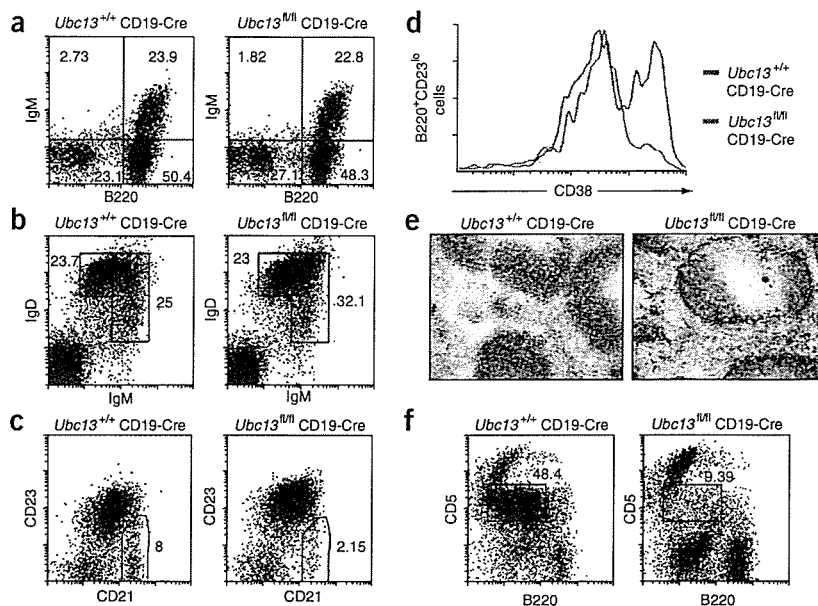 a
Ubc13+/+ CD19-Cre
Ubc13fl/fl CD19-Cre
2.73
23.9
23.1
50.4
1.82
22.8
27.1
48.3
IgM
IgM
B220
B220
b
Ubc13+/+ CD19-Cre
Ubc13fl/fl CD19-Cre
23.7
25
23
32.1
IgD
IgD
IgM
IgM
c
Ubc13+/+ CD19-Cre
Ubc13fl/fl CD19-Cre
8
2.15
CD23
CD23
CD21
CD21
d
B220+CD23lo
cells
CD38
Ubc13+/+
CD19-Cre
Ubc13fl/fl
CD19-Cre
e
Ubc13+/+ CD19-Cre
Ubc13fl/fl CD19-Cre
f
Ubc13+/+ CD19-Cre
Ubc13fl/fl CD19-Cre
48.4
9.39
CD5
CD5
B220
B220